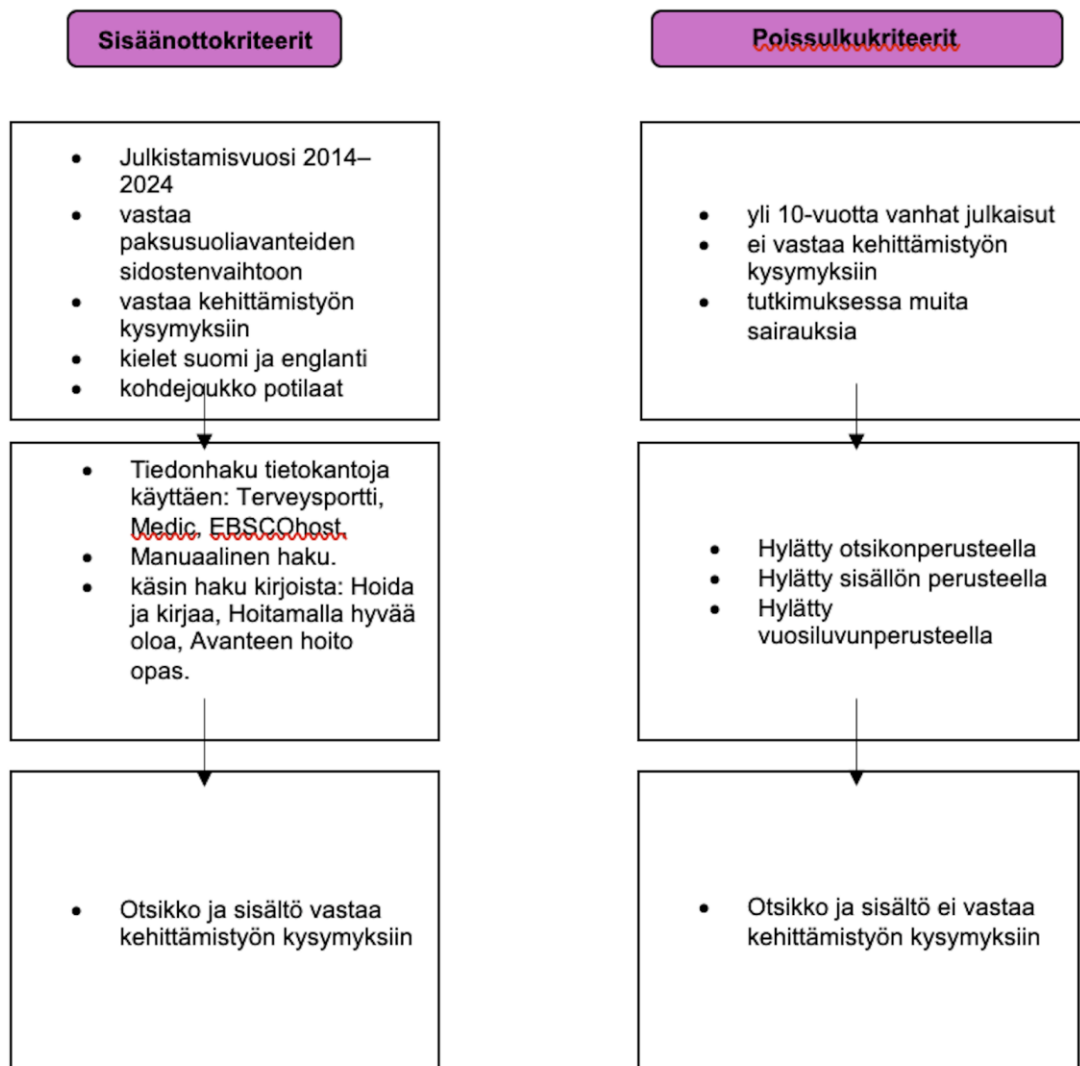 Sisäänottokriteerit
Poissulkukriteerit
• Julkistamisvuosi 2014–
2024
• vastaa
paksusuoliavanteiden
sidostenvaihtoon
• vastaa kehittämistyön
kysymyksiin
• kielet suomi ja englanti
• kohdejoukko potilaat
• yli 10-vuotta vanhat julkaisut
• ei vastaa kehittämistyön
kysymyksiin
• tutkimuksessa muita
sairauksia
• Tiedonhaku tietokantoja
käyttäen: Terveysportti,
Medic, EBSCOhost.
• Manuaalinen haku.
• käsin haku kirjoista: Hoida
ja kirjaa, Hoitamalla hyvää
oloa, Avanteen hoito
opas.
• Hylätty otsikonperusteella
• Hylätty sisällön perusteella
• Hylätty
vuosiluvunperusteella
• Otsikko ja sisältö vastaa
kehittämistyön kysymyksiin
• Otsikko ja sisältö ei vastaa
kehittämistyön kysymyksiin